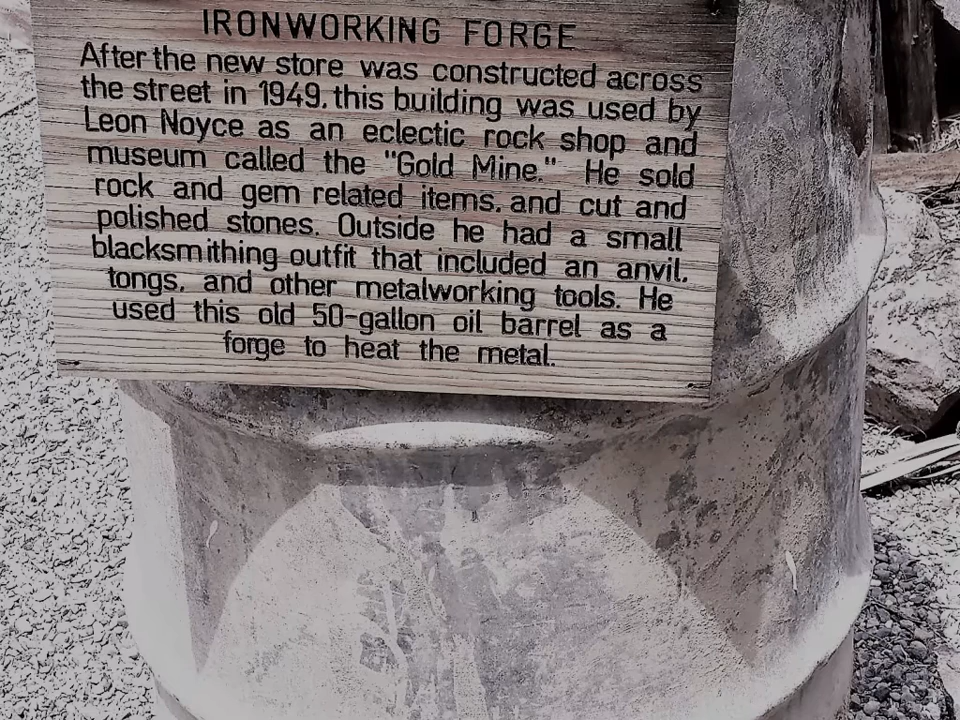 IRONWORKING FORGE
After the new store was constructed across
the street in 1949, this building was used by
Leon Noyce as an eclectic rock shop and
museum called the "Gold Mine." He sold
rock and gem related items, and cut and
polished stones. Outside he had a small
blacksmithing outfit that included an anvil,
tongs, and other metalworking tools. He
used this old 50-gallon oil barrel as a
forge to heat the metal.